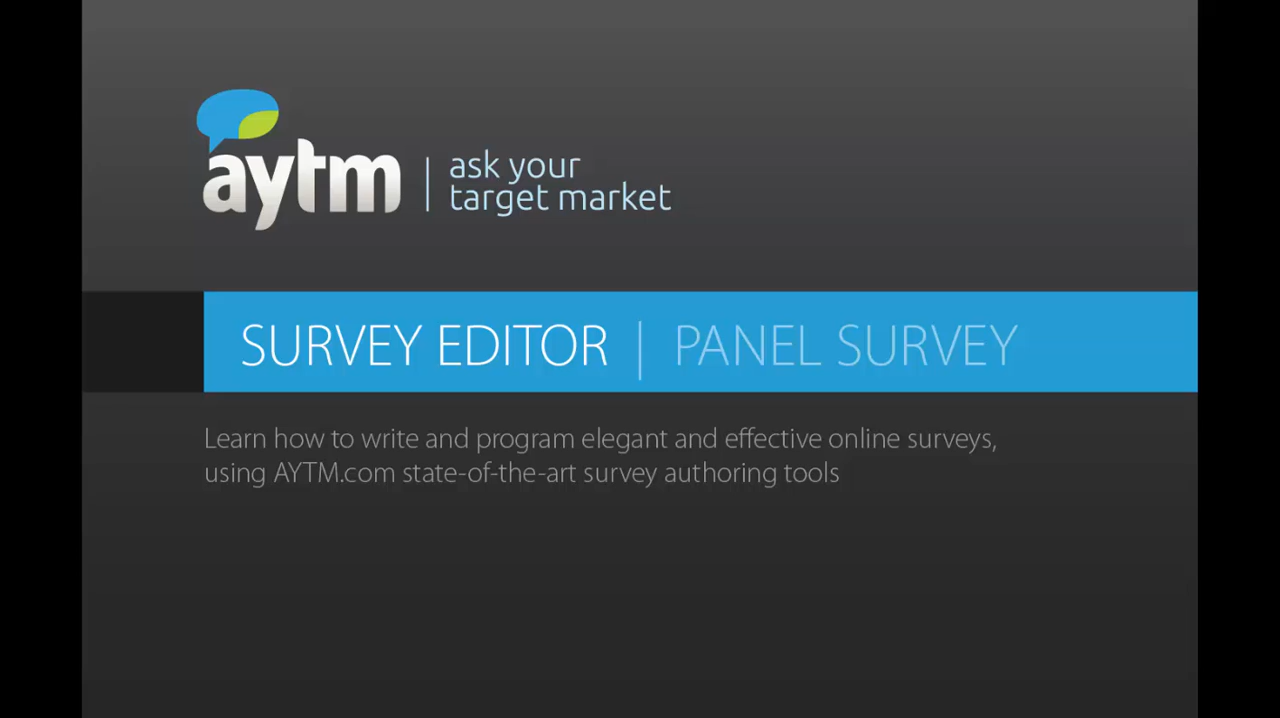 aytm | ask your
target market
SURVEY EDITOR | PANEL SURVEY
Learn how to write and program elegant and effective online surveys,
using AYTM.com state-of-the-art survey authoring tools